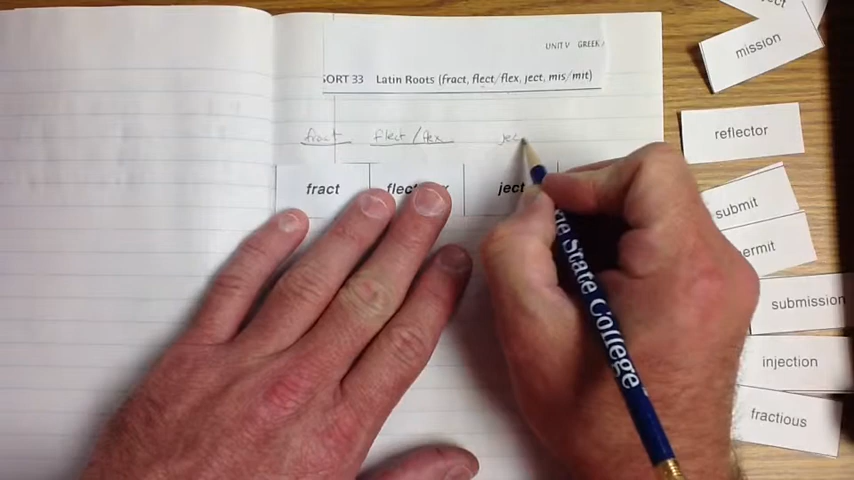 UNIT V GREEK
SORT 33 Latin Roots (fract, flect/flex, ject, mis/mit)
fract flect/flex jec
fract ject
mission
reflector
submit
submission
injection
fractious
State College